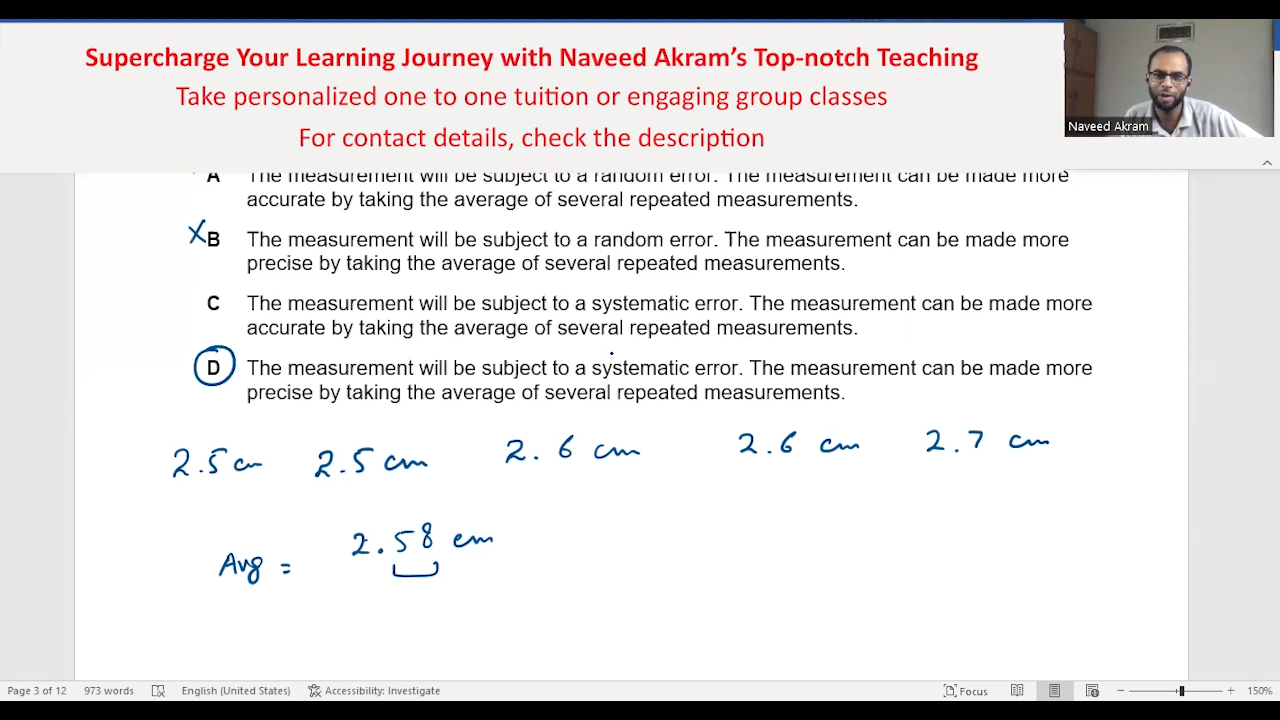 Supercharge Your Learning Journey with Naveed Akram's Top-notch Teaching
Take personalized one to one tuition or engaging group classes
For contact details, check the description
Naveed Akram
A The measurement will be subject to a random error. The measurement can be made more
accurate by taking the average of several repeated measurements.
X B The measurement will be subject to a random error. The measurement can be made more
precise by taking the average of several repeated measurements.
C The measurement will be subject to a systematic error. The measurement can be made more
accurate by taking the average of several repeated measurements.
D The measurement will be subject to a systematic error. The measurement can be made more
precise by taking the average of several repeated measurements.
2.5 cm 2.5 cm 2.6 cm 2.6 cm 2.7 cm
Avg = 2.58 cm
Page 3 of 12 973 words English (United States) Accessibility: Investigate Focus 150%